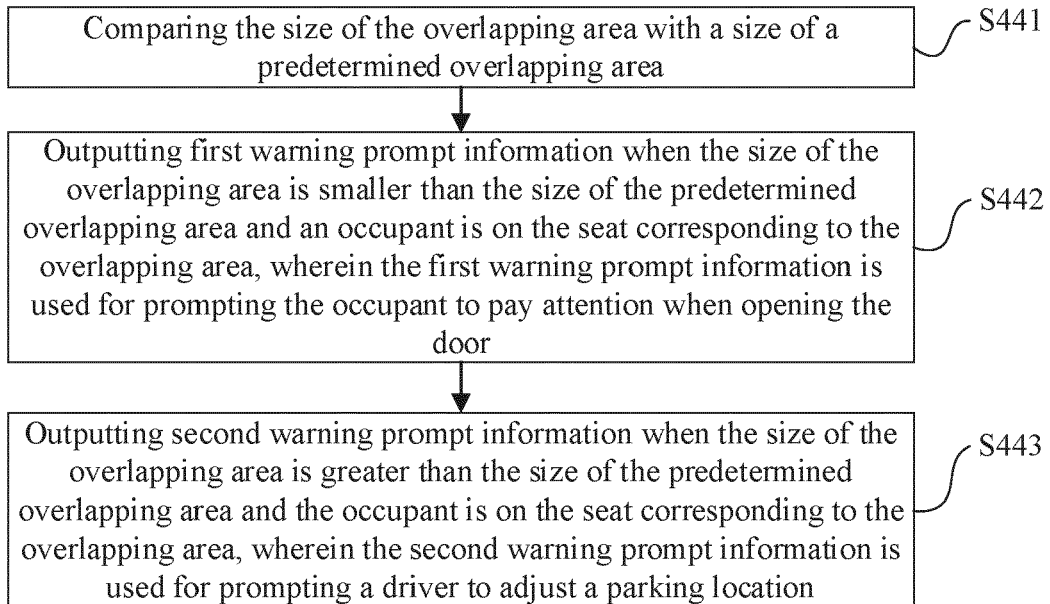 Comparing the size of the overlapping area with a size of a
predetermined overlapping area
S441
Outputting first warning prompt information when the size of the
overlapping area is smaller than the size of the predetermined
overlapping area and an occupant is on the seat corresponding to the
overlapping area, wherein the first warning prompt information is
used for prompting the occupant to pay attention when opening the
door
S442
Outputting second warning prompt information when the size of the
overlapping area is greater than the size of the predetermined
overlapping area and the occupant is on the seat corresponding to the
overlapping area, wherein the second warning prompt information is
used for prompting a driver to adjust a parking location
S443